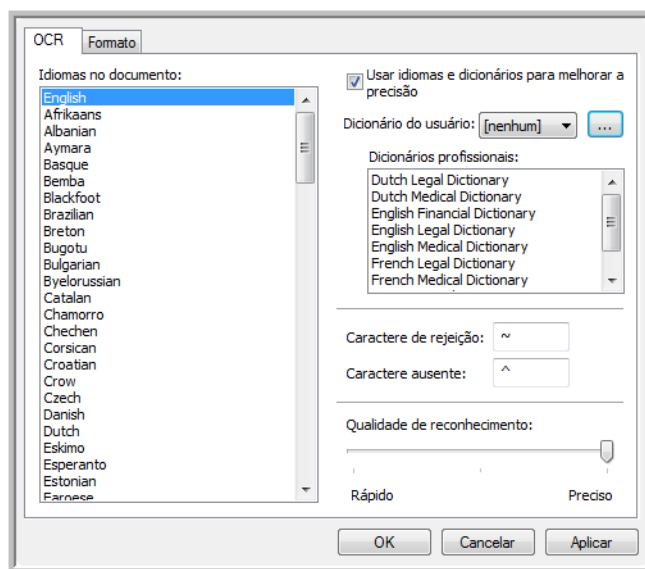 OCR
Formato
Idiomas no documento:
English
Afrikaans
Albanian
Aymara
Basque
Bemba
Blackfoot
Brazilian
Breton
Bugotu
Bulgarian
Byelorussian
Catalan
Chamorro
Chechen
Corsican
Croatian
Crow
Czech
Danish
Dutch
Eskimo
Esperanto
Estonian
Faroese
Usar idiomas e dicionários para melhorar a
precisão
Dicionário do usuário: [nenhum] ...
Dicionários profissionais:
Dutch Legal Dictionary
Dutch Medical Dictionary
English Financial Dictionary
English Legal Dictionary
English Medical Dictionary
French Legal Dictionary
French Medical Dictionary
Caractere de rejeição: ~
Caractere ausente: ^
Qualidade de reconhecimento:
Rápido Preciso
OK Cancelar Aplicar